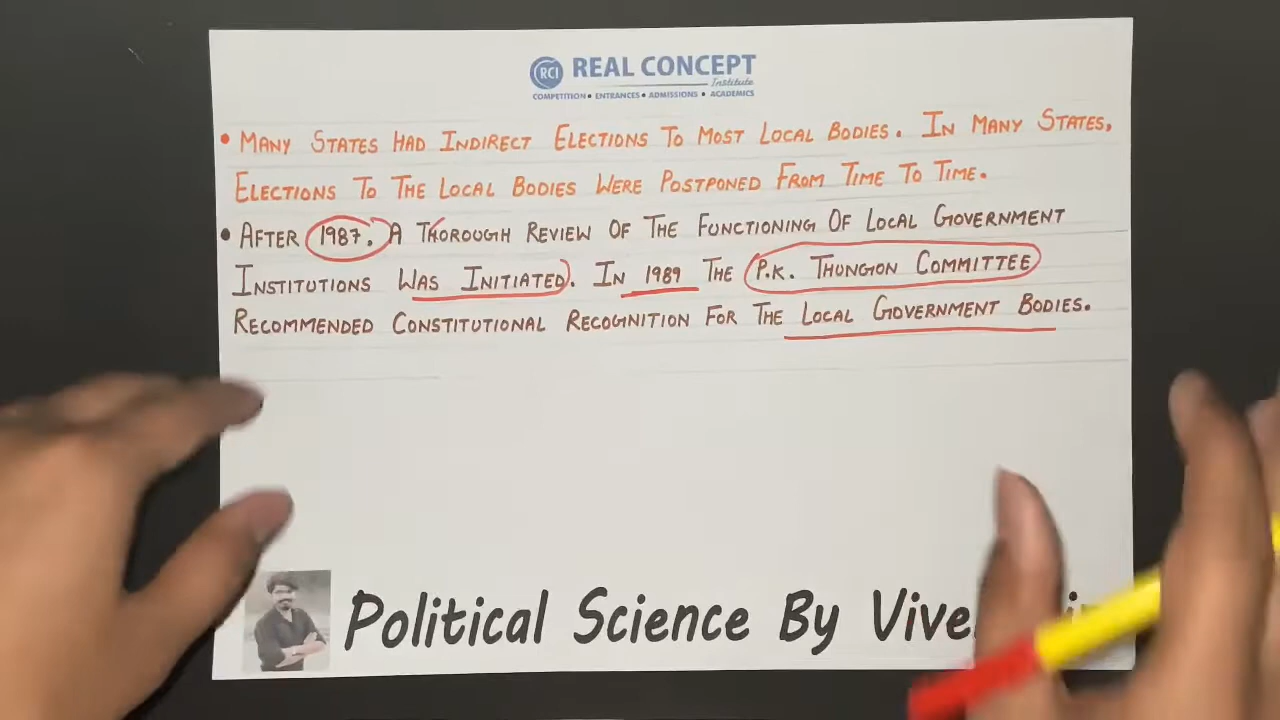 RCI REAL CONCEPT
Institute
COMPETITION • ENTRANCES • ADMISSIONS • ACADEMICS
• MANY STATES HAD INDIRECT ELECTIONS TO MOST LOCAL BODIES. IN MANY STATES,
ELECTIONS TO THE LOCAL BODIES WERE POSTPONED FROM TIME TO TIME.
• AFTER 1987. A THOROUGH REVIEW OF THE FUNCTIONING OF LOCAL GOVERNMENT
INSTITUTIONS WAS INITIATED. IN 1989 THE P.K. THUNGON COMMITTEE
RECOMMENDED CONSTITUTIONAL RECOGNITION FOR THE LOCAL GOVERNMENT BODIES.
Political Science By